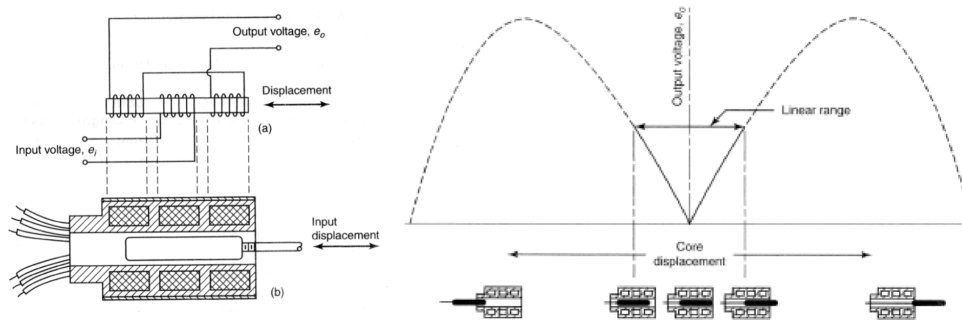 Output voltage, eₒ
Displacement
(a)
Input voltage, eᵢ
Input
displacement
(b)
Output voltage, eₒ
Linear range
Core
displacement